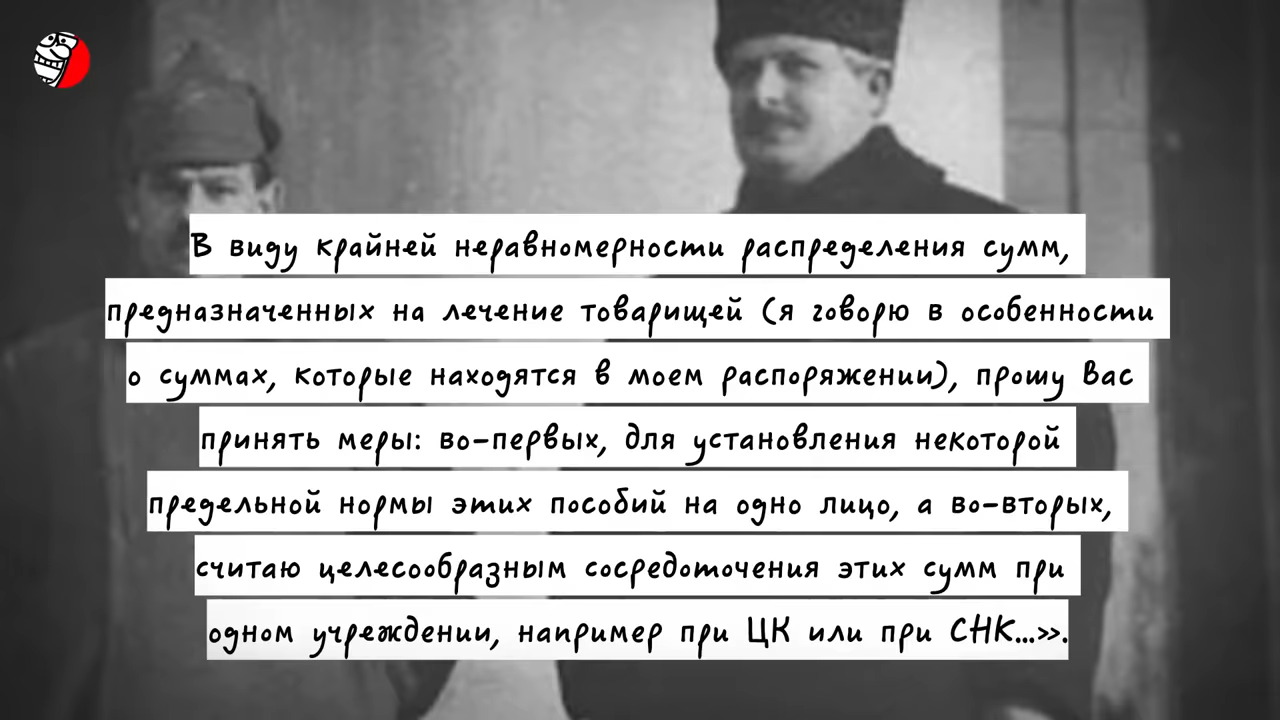 В виду крайней неравномерности распределения сумм,
предназначенных на лечение товарищей (я говорю в особенности
о суммах, которые находятся в моем распоряжении), прошу Вас
принять меры: во-первых, для установления некоторой
предельной нормы этих пособий на одно лицо, а во-вторых,
считаю целесообразным сосредоточения этих сумм при
одном учреждении, например при ЦК или при СНК...».